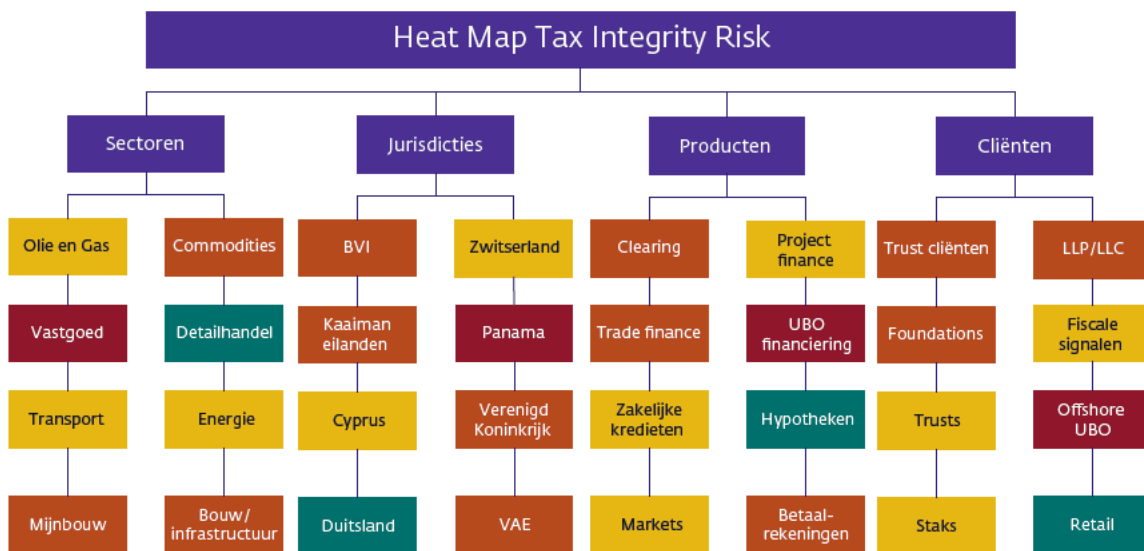 Heat Map Tax Integrity Risk
Sectoren
Jurisdicties
Producten
Cliënten
Olie en Gas
Commodities
BVI
Zwitserland
Clearing
Project
finance
Trust cliënten
LLP/LLC
Vastgoed
Detailhandel
Kaaiman
eilanden
Panama
Trade finance
UBO
financiering
Foundations
Fiscale
signalen
Transport
Energie
Cyprus
Verenigd
Koninkrijk
Zakelijke
kredieten
Hypotheken
Trusts
Offshore
UBO
Mijnbouw
Bouw/
infrastructuur
Duitsland
VAE
Markets
Betaal-
rekeningen
Staks
Retail